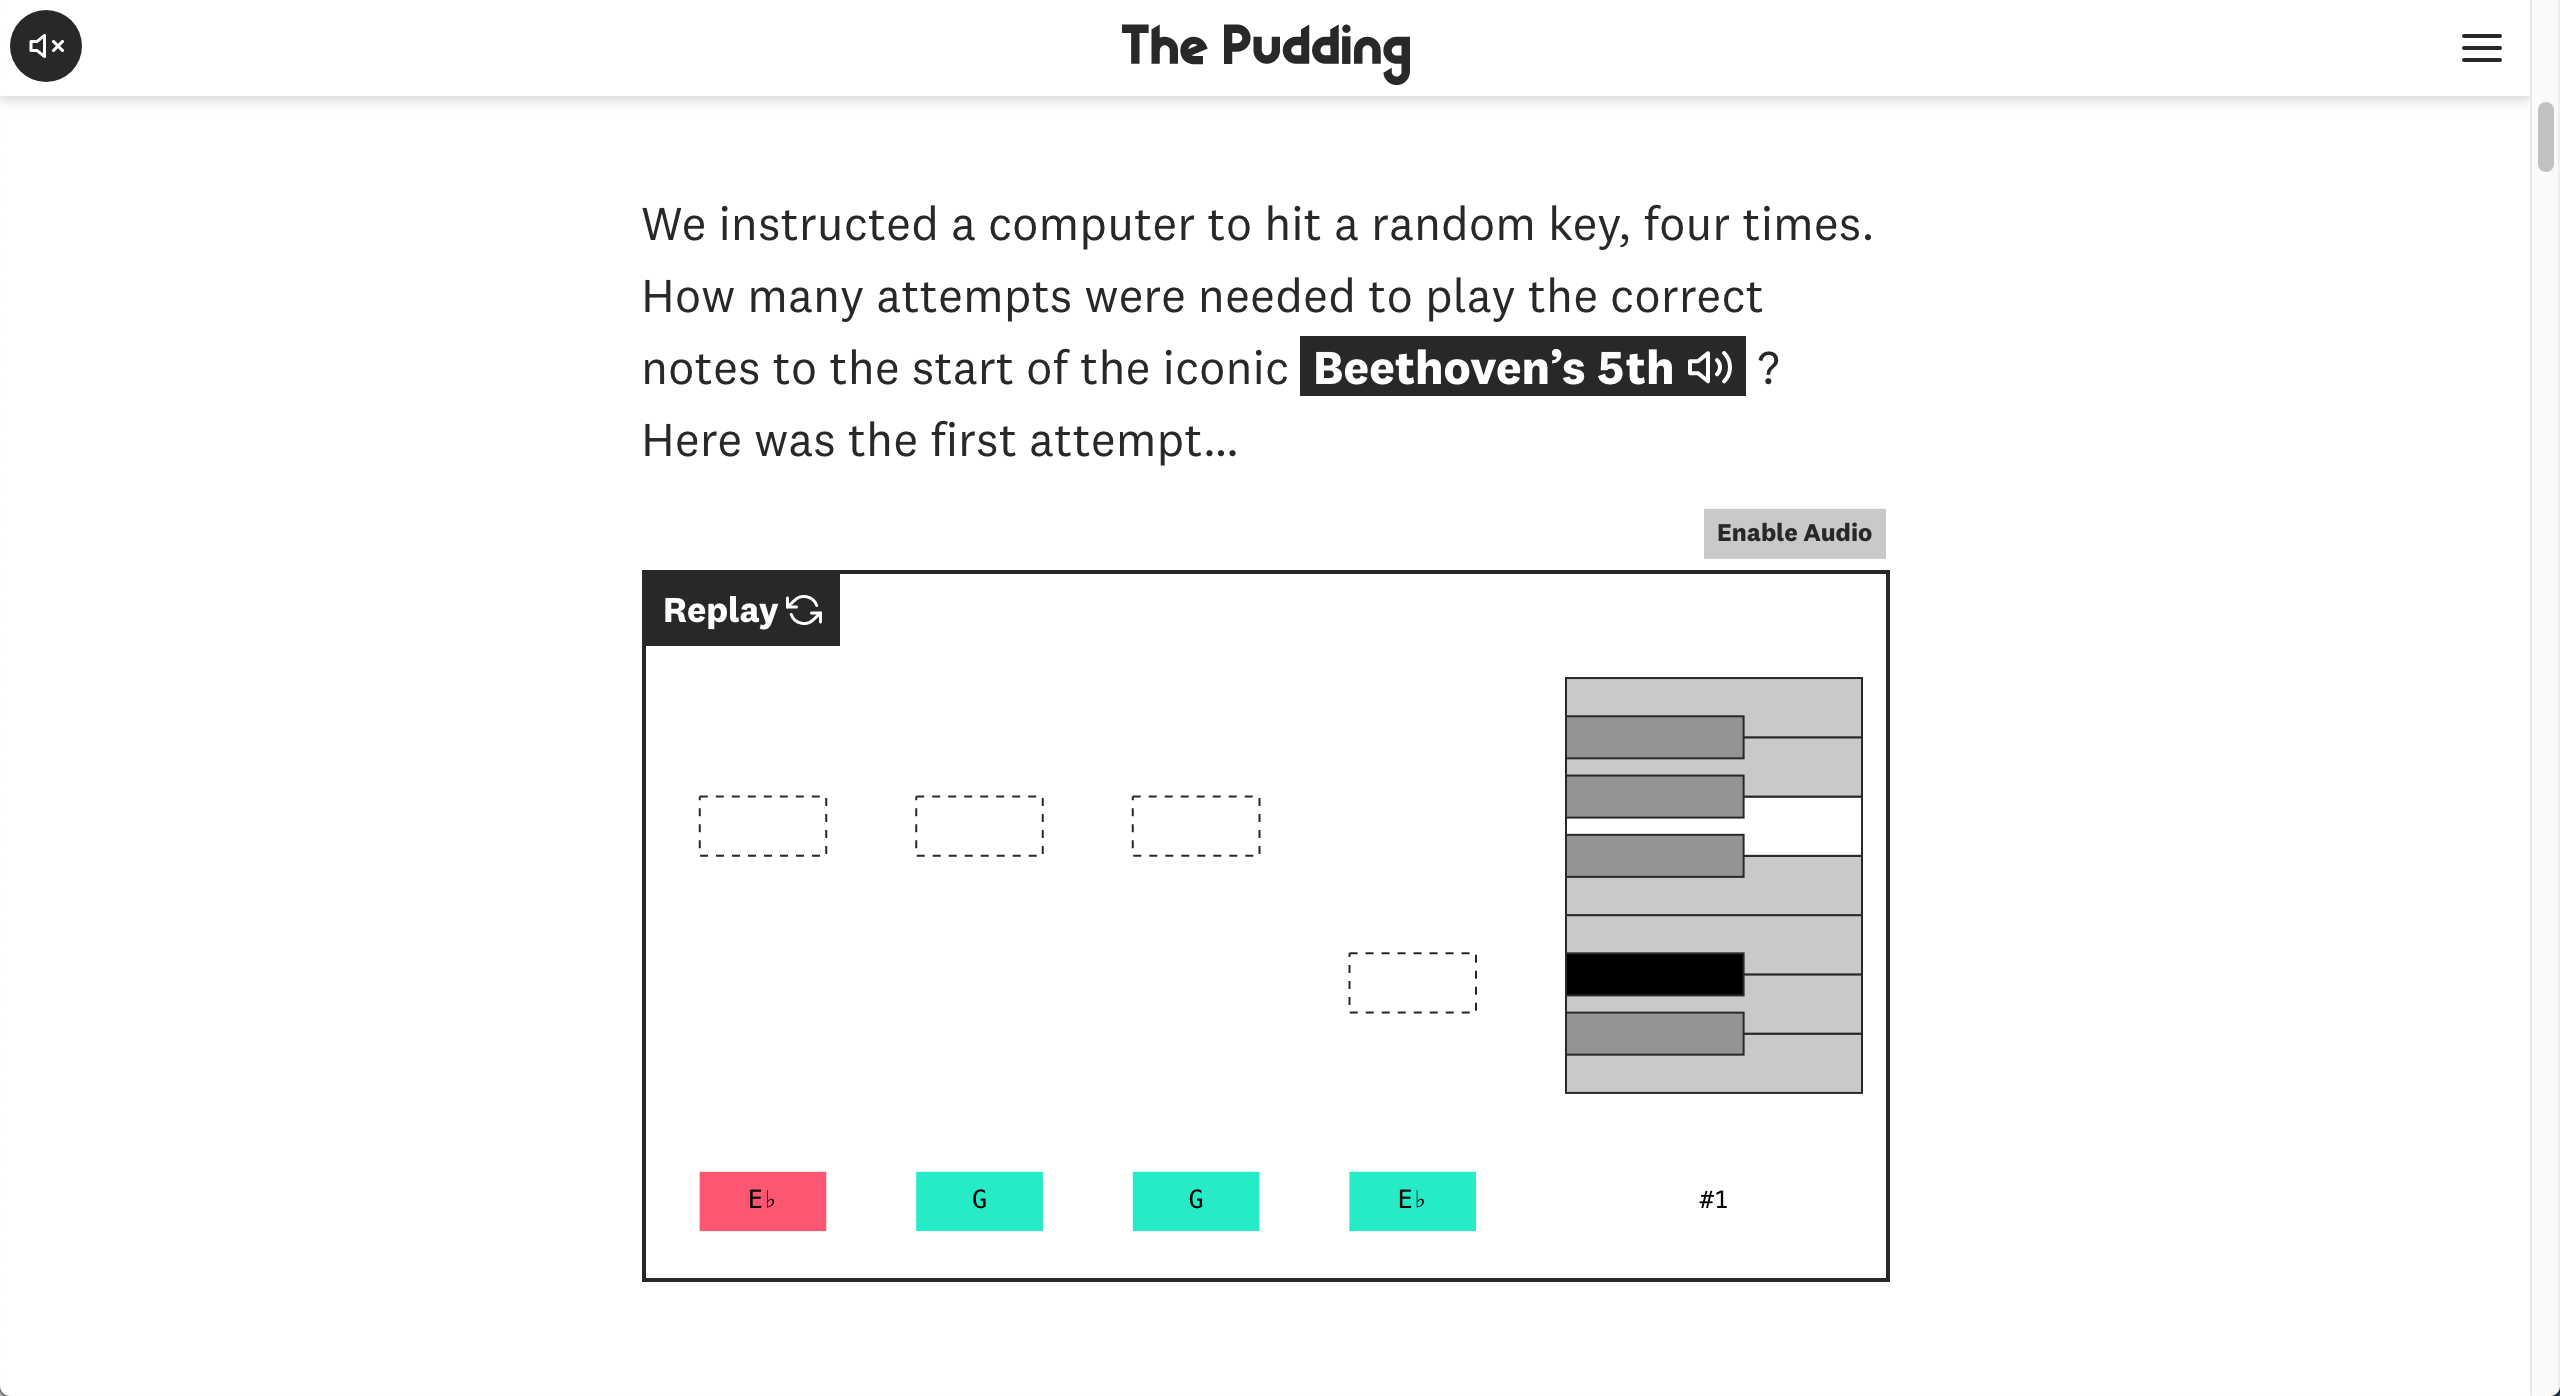 The Pudding
We instructed a computer to hit a random key, four times.
How many attempts were needed to play the correct
notes to the start of the iconic Beethoven’s 5th ?
Here was the first attempt...
Enable Audio
Replay
E♭ G G E♭ #1